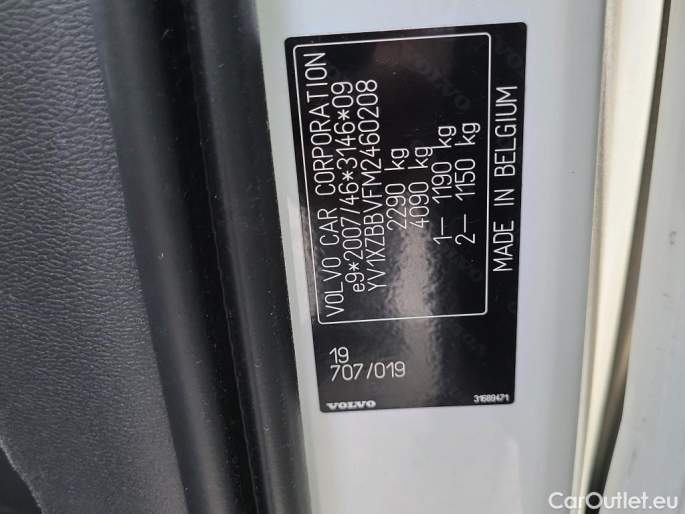 VOLVO CAR CORPORATION
e9*2007/46*3146*09
YV1XZBBVFM2460208
2290 kg
4090 kg
1— 1190 kg
2— 1150 kg
MADE IN BELGIUM
19
707/019
VOLVO
31689471
CarOutlet.eu